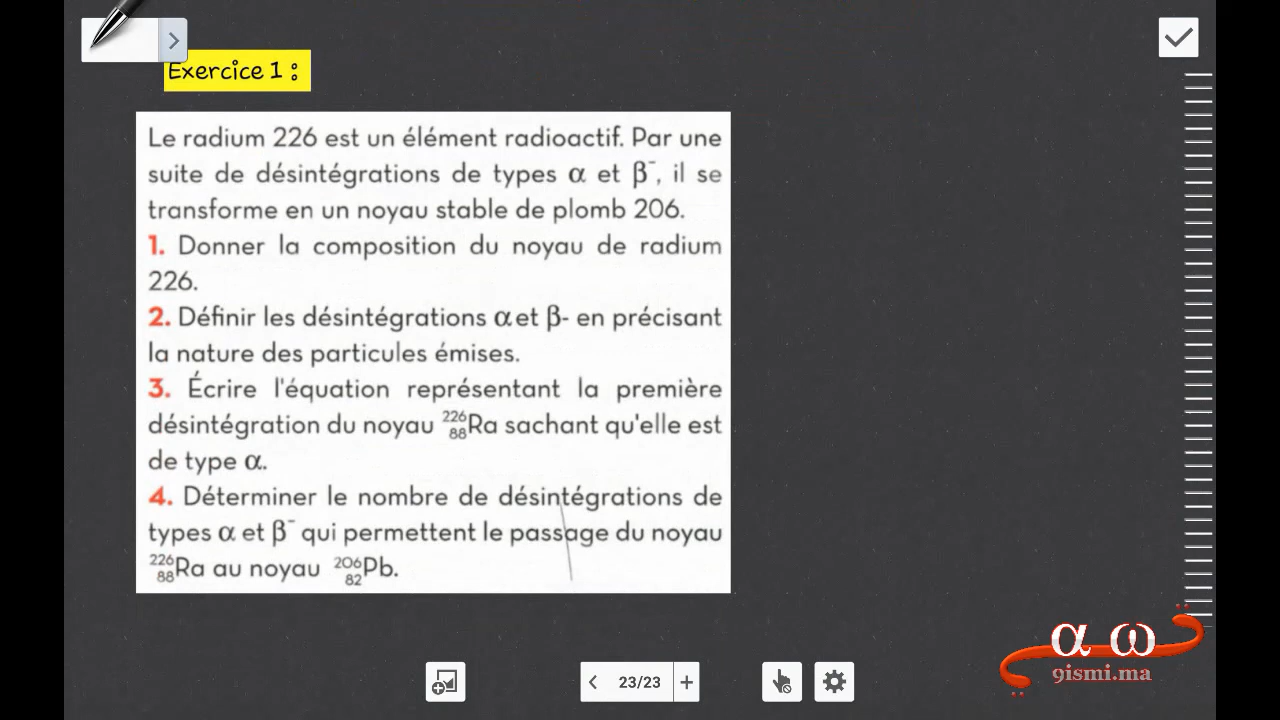 Exercice 1 :
Le radium 226 est un élément radioactif. Par une
suite de désintégrations de types α et β⁻, il se
transforme en un noyau stable de plomb 206.
1. Donner la composition du noyau de radium
226.
2. Définir les désintégrations α et β- en précisant
la nature des particules émises.
3. Écrire l'équation représentant la première
désintégration du noyau ²²⁶₈₈Ra sachant qu'elle est
de type α.
4. Déterminer le nombre de désintégrations de
types α et β⁻ qui permettent le passage du noyau
²²⁶₈₈Ra au noyau ²⁰⁶₈₂Pb.
23/23
α ω
9ismi.ma